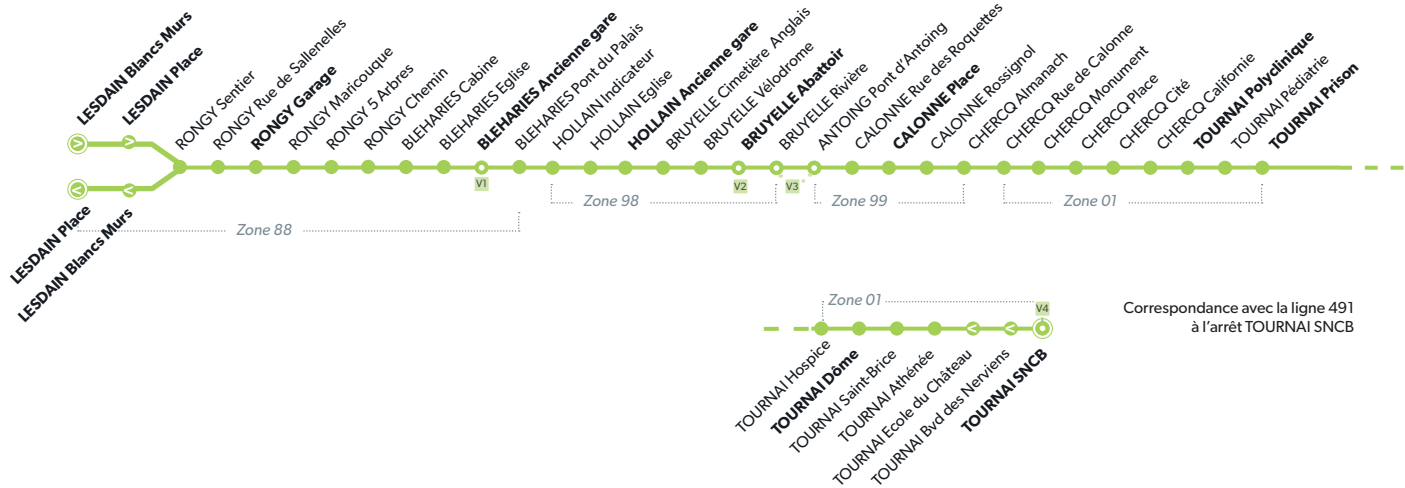 LESDAIN Blancs Murs
LESDAIN Place
RONGY Sentier
RONGY Rue de Sallenelles
RONGY Garage
RONGY Maricouque
RONGY 5 Arbres
RONGY Chemin
BLEHARIES Cabine
BLEHARIES Eglise
BLEHARIES Ancienne gare
BLEHARIES Pont du Palais
HOLLAIN Indicateur
HOLLAIN Eglise
HOLLAIN Ancienne gare
BRUYELLE Cimetière Anglais
BRUYELLE Vélodrome
BRUYELLE Abattoir
BRUYELLE Rivière
ANTOING Pont d'Antoing
CALONNE Rue des Roquettes
CALONNE Place
CALONNE Rossignol
CHERCQ Almanach
CHERCQ Rue de Calonne
CHERCQ Monument
CHERCQ Place
CHERCQ Cité
CHERCQ Californie
TOURNAI Polyclinique
TOURNAI Pédiatrie
TOURNAI Prison
V1
V2
V3
LESDAIN Place
LESDAIN Blancs Murs
Zone 88
Zone 98
Zone 99
Zone 01
Zone 01
V4
TOURNAI Hospice
TOURNAI Dôme
TOURNAI Saint-Brice
TOURNAI Athénée
TOURNAI Ecole du Château
TOURNAI Bvd des Nerviens
TOURNAI SNCB
Correspondance avec la ligne 491
à l'arrêt TOURNAI SNCB